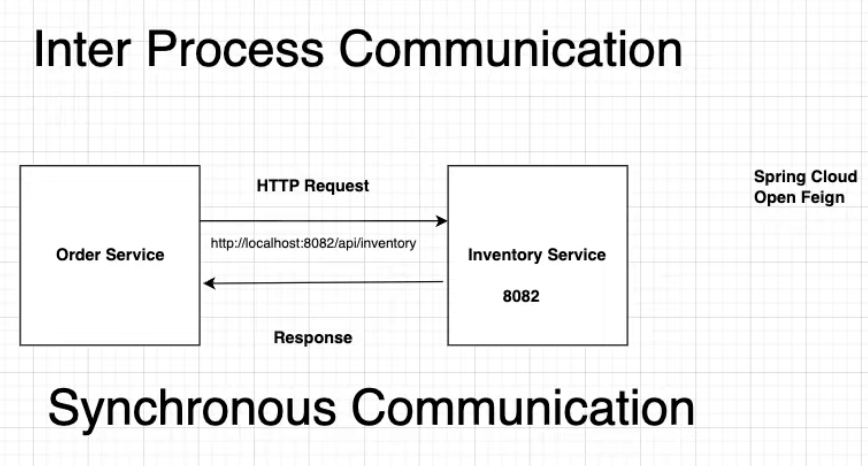 Inter Process Communication
HTTP Request
Spring Cloud
Open Feign
http://localhost:8082/api/inventory
Order Service
Inventory Service
8082
Response
Synchronous Communication